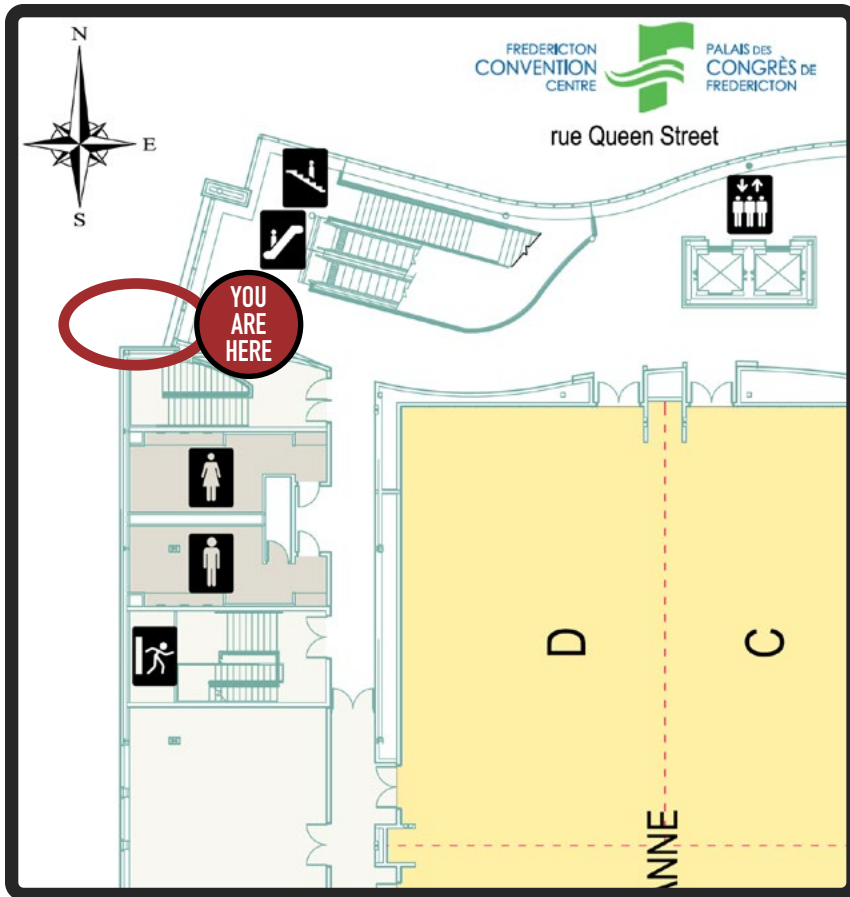 N
E
S
FREDERICTON
CONVENTION
CENTRE
PALAIS DES
CONGRÈS DE
FREDERICTON
rue Queen Street
YOU
ARE
HERE
D
C
ANNE